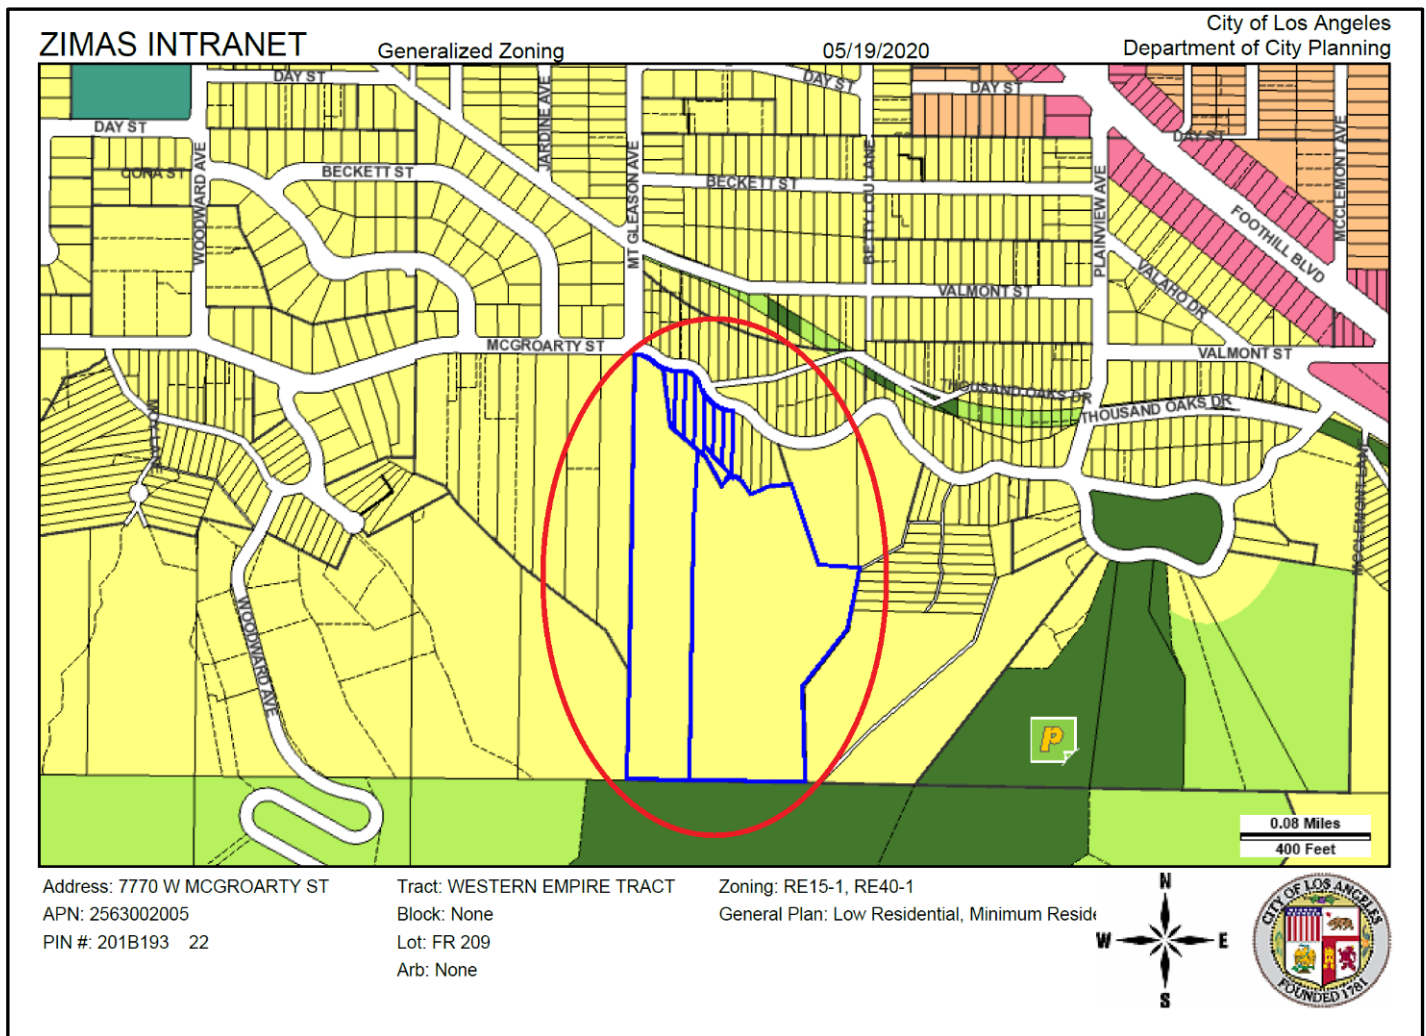 City of Los Angeles
ZIMAS INTRANET
Generalized Zoning
05/19/2020
Department of City Planning
DAY ST
DAY ST
DAY ST
DAY ST
DAY ST
CORA ST
WOODWARD AVE
BECKETT ST
JARDINE AVE
MT GLEASON AVE
BECKETT ST
BETTY LOU LANE
PLAINVIEW AVE
FOOTHILL BLVD
MCCLEMONT AVE
VALMONT ST
VALAHO DR
MCGROARTY ST
VALMONT ST
THOUSAND OAKS DR
THOUSAND OAKS DR
MCCLEMONT LANE
WOODWARD AVE
p
0.08 Miles
400 Feet
Address: 7770 W MCGROARTY ST
Tract: WESTERN EMPIRE TRACT
Zoning: RE15-1, RE40-1
APN: 2563002005
Block: None
General Plan: Low Residential, Minimum Reside
PIN #: 201B193 22
Lot: FR 209
Arb: None
N
W
E
S
CITY OF LOS ANGELES
FOUNDED 1781